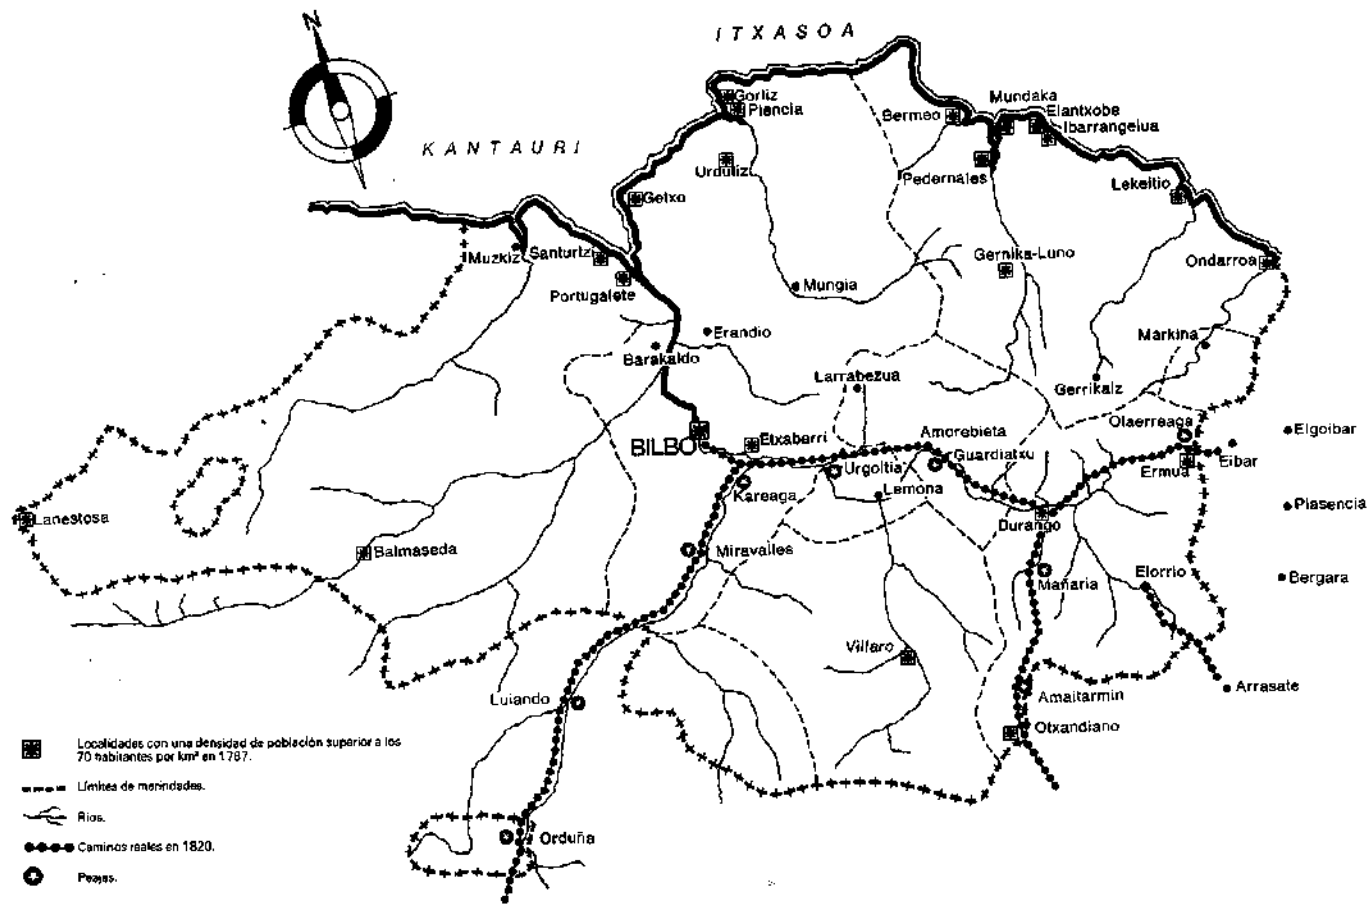 N
ITXASOA
KANTAURI
Gorliz
Plencia
Mundaka
Elantxobe
Bermeo
Ibarrangelua
Urduliz
Pedernales
Lekeitio
Getxo
Muzkiz
Santurtzi
Gernika-Luno
Ondarroa
Portugalete
Mungia
Erandio
Markina
Barakaldo
Larrabezua
Gerrikaiz
Olaerreaga
Elgoibar
BILBO
Etxebarri
Amorebieta
Urgoitia
Guardiatxu
Ermua
Eibar
Kareaga
Lemona
Plasencia
Lanestosa
Durango
Balmaseda
Miravalles
Mañaria
Elorrio
Bergara
Villaro
Arrasate
Luiando
Amaitarmin
Otxandiano
Orduña
Localidades con una densidad de población superior a los
70 habitantes por km² en 1787.
Límites de merindades.
Rios.
Caminos reales en 1820.
Peajes.